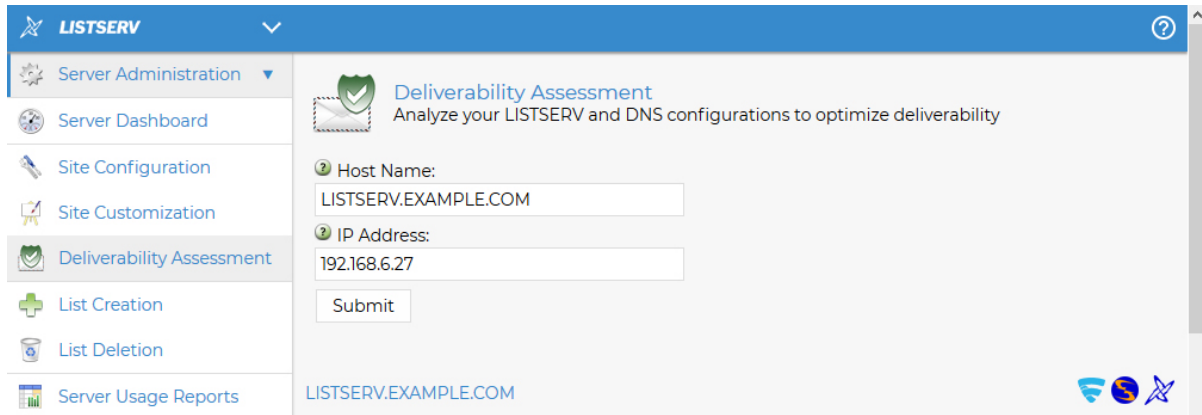 LISTSERV
Server Administration
Server Dashboard
Site Configuration
Site Customization
Deliverability Assessment
List Creation
List Deletion
Server Usage Reports
Deliverability Assessment
Analyze your LISTSERV and DNS configurations to optimize deliverability
Host Name:
LISTSERV.EXAMPLE.COM
IP Address:
192.168.6.27
Submit
LISTSERV.EXAMPLE.COM